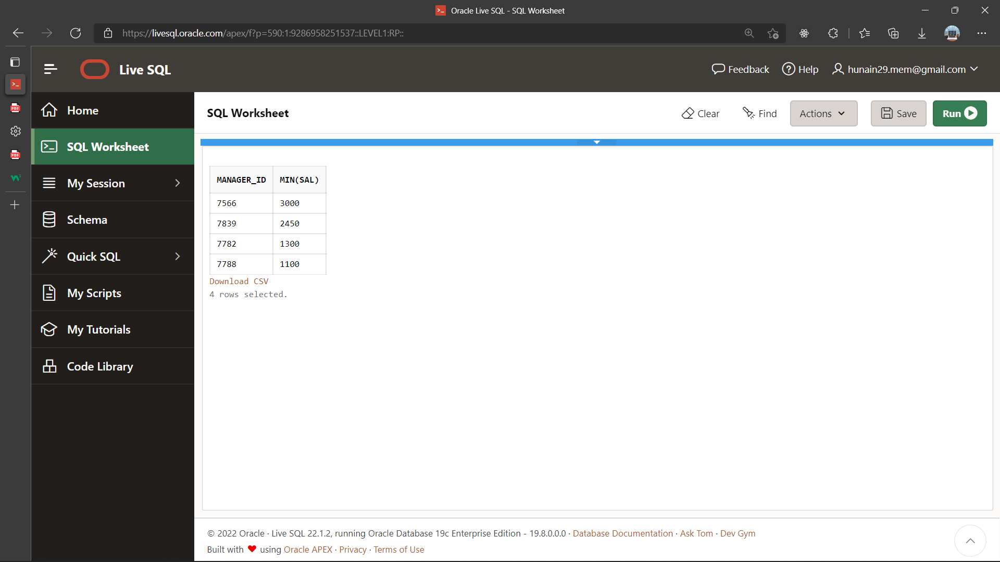 Oracle Live SQL - SQL Worksheet
https://livesql.oracle.com/apex/f?p=590:1:9286958251537::LEVEL1:RP::
Live SQL
Feedback
Help
hunain29.mem@gmail.com
Home
SQL Worksheet
My Session
Schema
Quick SQL
My Scripts
My Tutorials
Code Library
SQL Worksheet
Clear
Find
Actions
Save
Run
MANAGER_ID MIN(SAL)
7566 3000
7839 2450
7782 1300
7788 1100
Download CSV
4 rows selected.
© 2022 Oracle · Live SQL 22.1.2, running Oracle Database 19c Enterprise Edition - 19.8.0.0.0 · Database Documentation · Ask Tom · Dev Gym
Built with ❤ using Oracle APEX · Privacy · Terms of Use
PDF
PDF